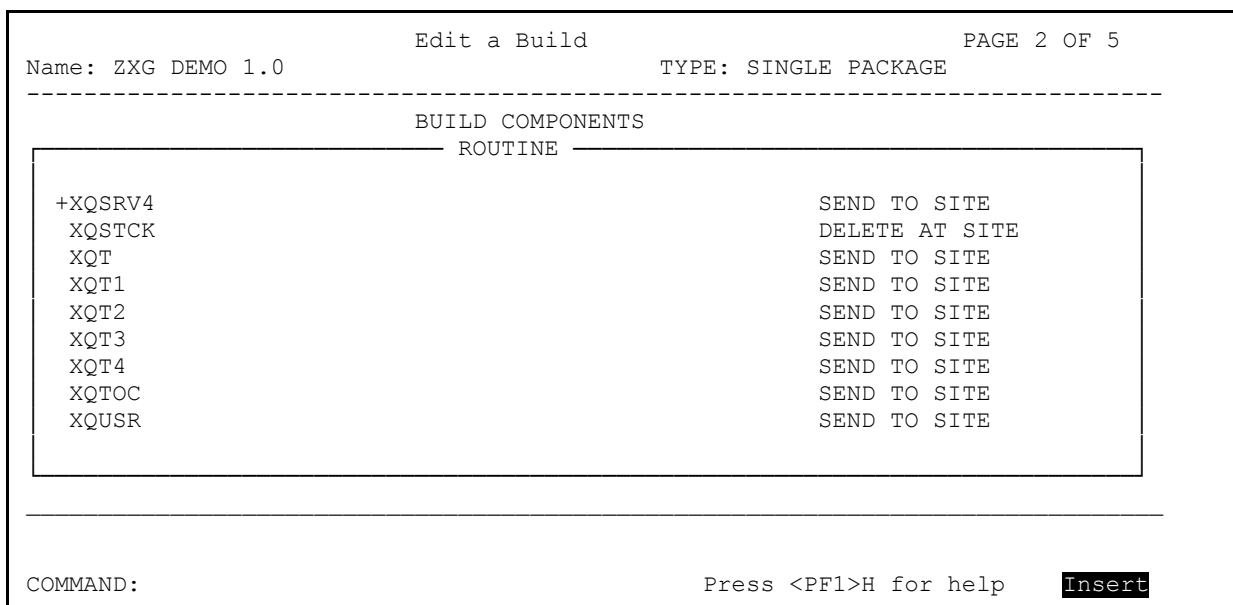 Edit a Build PAGE 2 OF 5
Name: ZXG DEMO 1.0 TYPE: SINGLE PACKAGE
-------------------------------------------------------------------------------
BUILD COMPONENTS
ROUTINE
+XQSRV4 SEND TO SITE
XQSTCK DELETE AT SITE
XQT SEND TO SITE
XQT1 SEND TO SITE
XQT2 SEND TO SITE
XQT3 SEND TO SITE
XQT4 SEND TO SITE
XQTOC SEND TO SITE
XQUSR SEND TO SITE
COMMAND: Press <PF1>H for help Insert